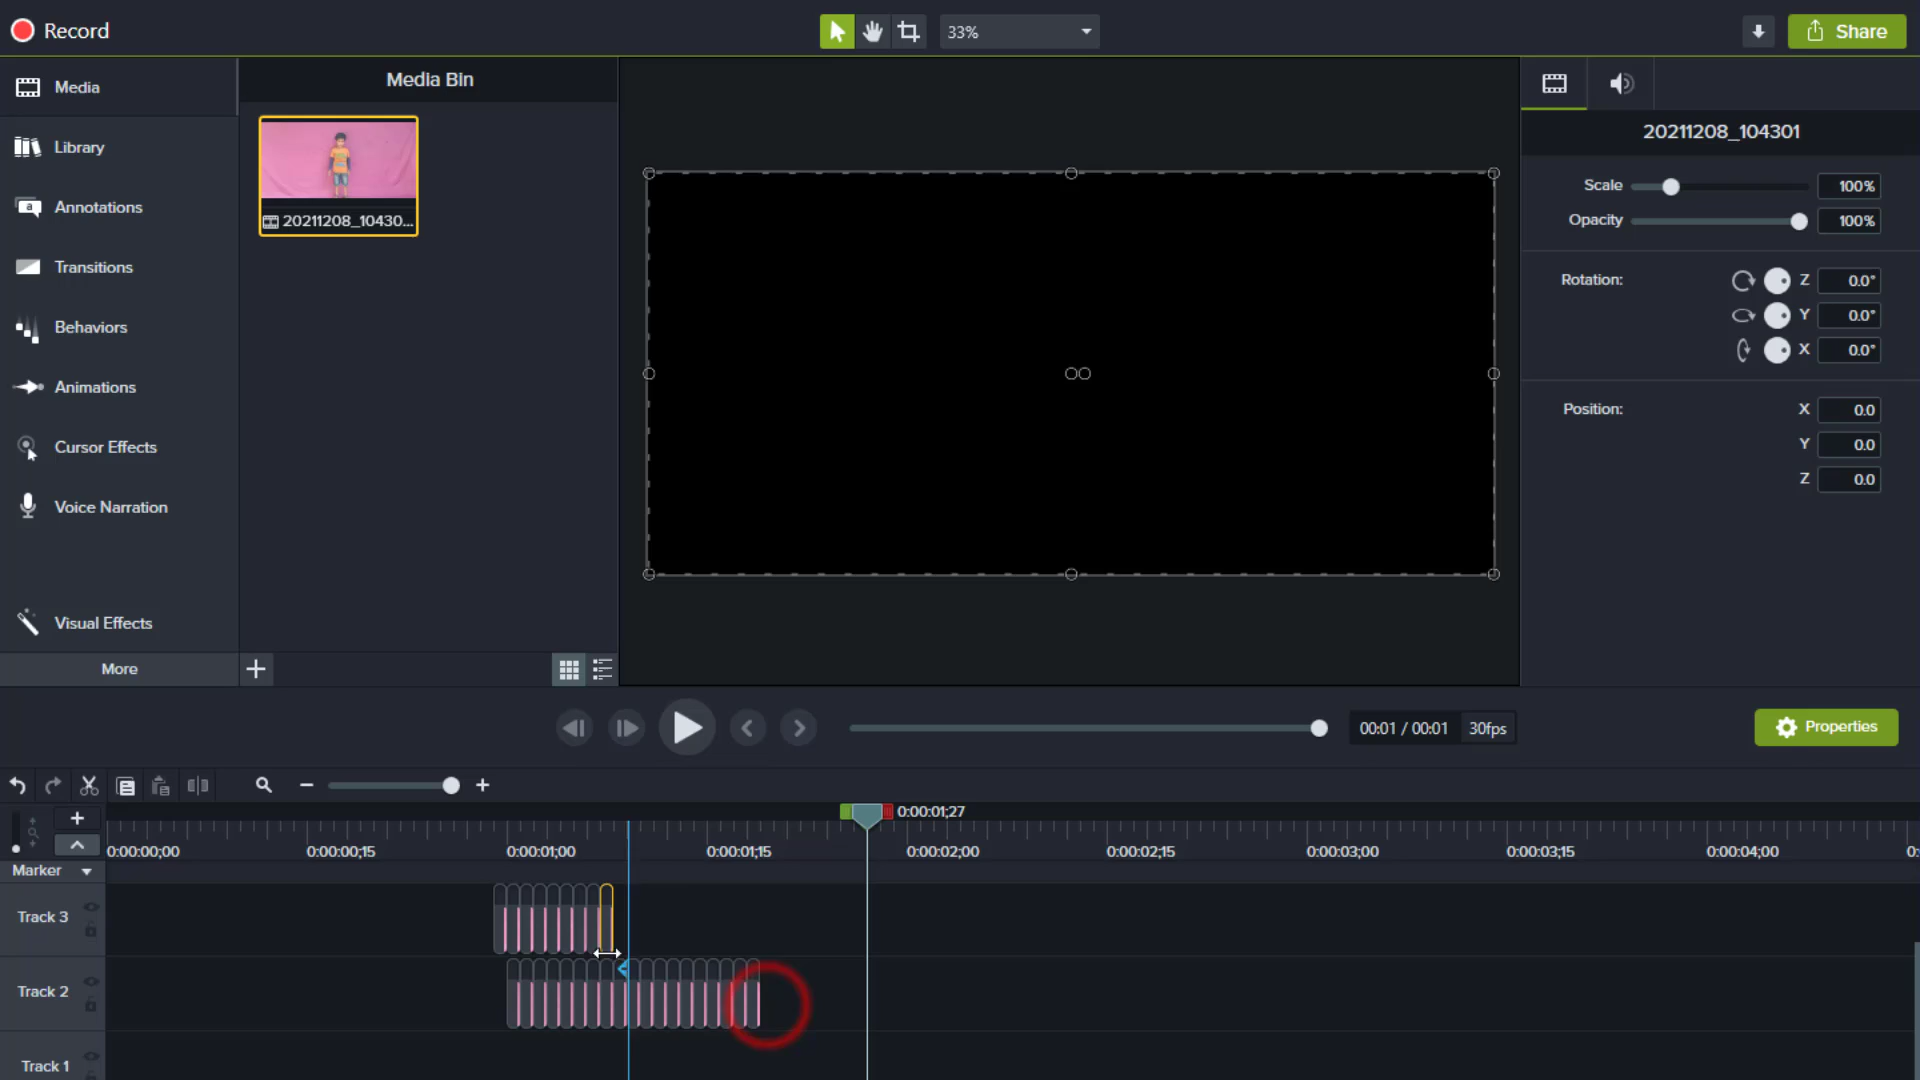 Record
33%
Share
Media
Media Bin
20211208_104301
Library
Scale
100%
Annotations
20211208_10430...
Opacity
100%
Transitions
Rotation:
Z
0.0°
Behaviors
Y
0.0°
X
0.0°
Animations
Position:
X
0.0
Cursor Effects
Y
0.0
Z
0.0
Voice Narration
Visual Effects
More
00:01 / 00:01
30fps
Properties
0:00:01;27
0:00:00;00
0:00:00;15
0:00:01;00
0:00:01;15
0:00:02;00
0:00:02;15
0:00:03;00
0:00:03;15
0:00:04;00
0:
Marker
Track 3
Track 2
Track 1